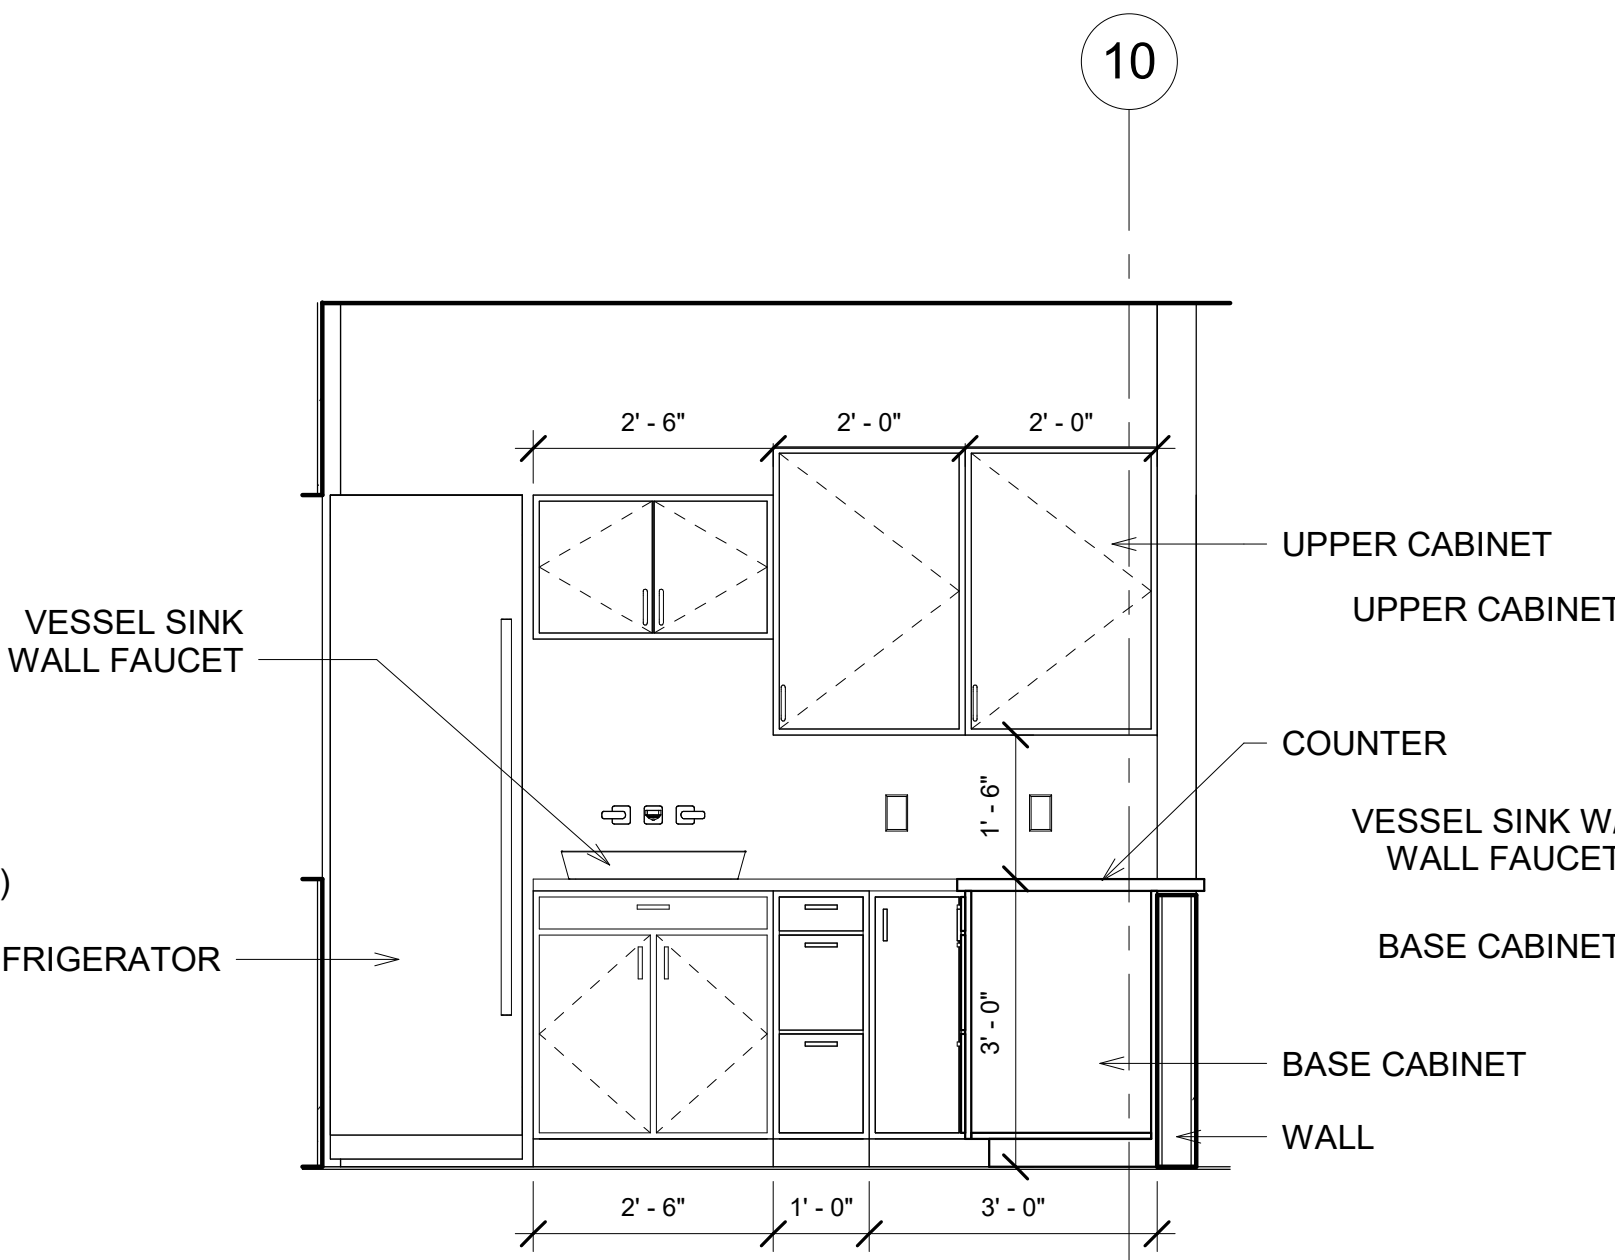 10
2' - 6"
2' - 0"
2' - 0"
UPPER CABINET
UPPER CABINET
VESSEL SINK
WALL FAUCET
COUNTER
1' - 6"
VESSEL SINK W/
WALL FAUCET
)
FRIGERATOR
BASE CABINET
3' - 0"
BASE CABINET
WALL
2' - 6"
1' - 0"
3' - 0"